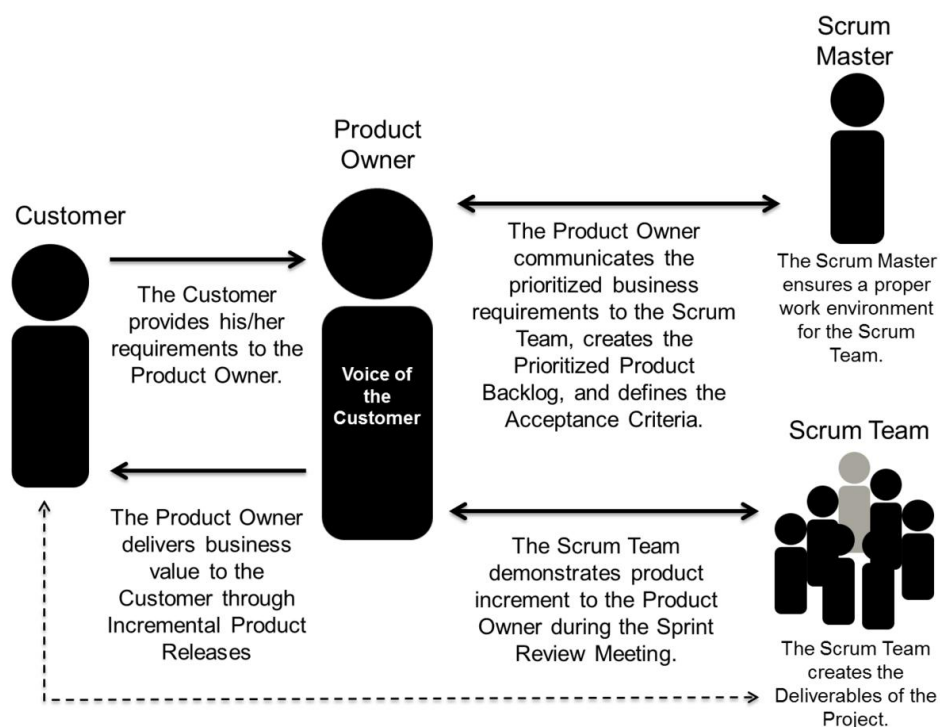 Scrum
Master
Product
Owner
Customer
The Customer
provides his/her
requirements to the
Product Owner.
Voice of
the
Customer
The Product Owner
communicates the
prioritized business
requirements to the Scrum
Team, creates the
Prioritized Product
Backlog, and defines the
Acceptance Criteria.
The Scrum Master
ensures a proper
work environment
for the Scrum
Team.
The Product Owner
delivers business
value to the
Customer through
Incremental Product
Releases
The Scrum Team
demonstrates product
increment to the Product
Owner during the Sprint
Review Meeting.
Scrum Team
The Scrum Team
creates the
Deliverables of the
Project.